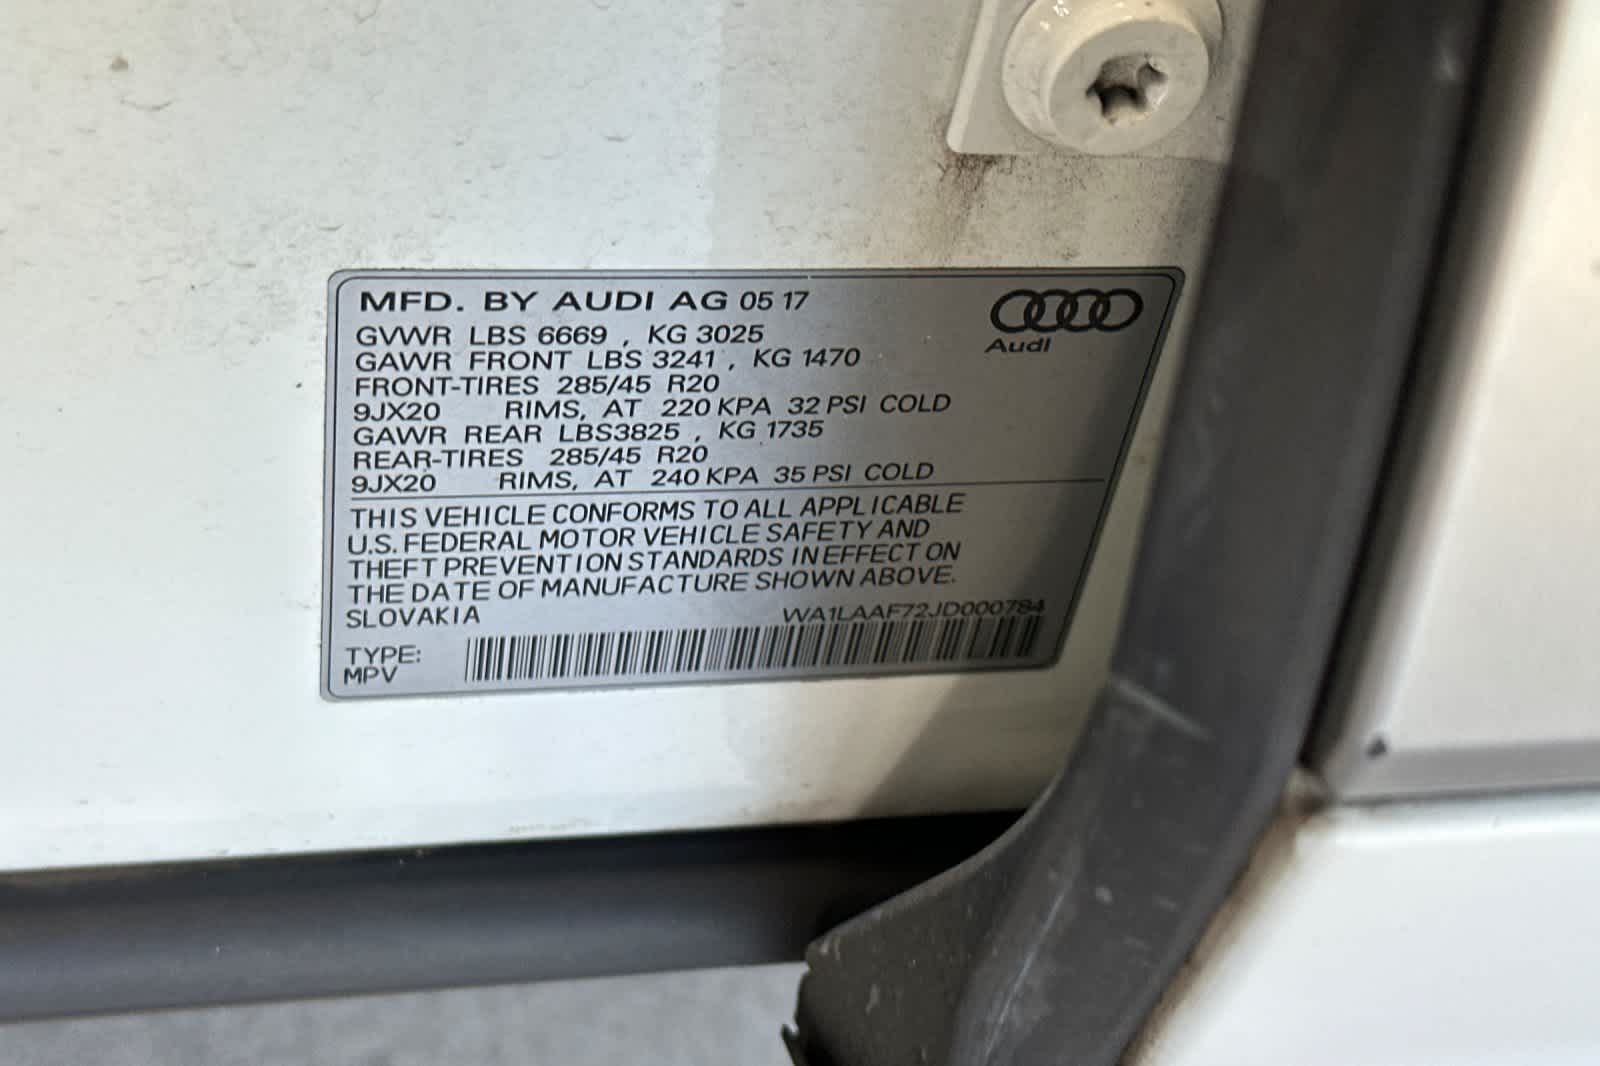 MFD. BY AUDI AG 05 17
Audi
GVWR LBS 6669 , KG 3025
GAWR FRONT LBS 3241 , KG 1470
FRONT-TIRES 285/45 R20
9JX20 RIMS, AT 220 KPA 32 PSI COLD
GAWR REAR LBS3825 , KG 1735
REAR-TIRES 285/45 R20
9JX20 RIMS, AT 240 KPA 35 PSI COLD
THIS VEHICLE CONFORMS TO ALL APPLICABLE
U.S. FEDERAL MOTOR VEHICLE SAFETY AND
THEFT PREVENTION STANDARDS IN EFFECT ON
THE DATE OF MANUFACTURE SHOWN ABOVE.
SLOVAKIA WA1LAAF72JD000784
TYPE:
MPV